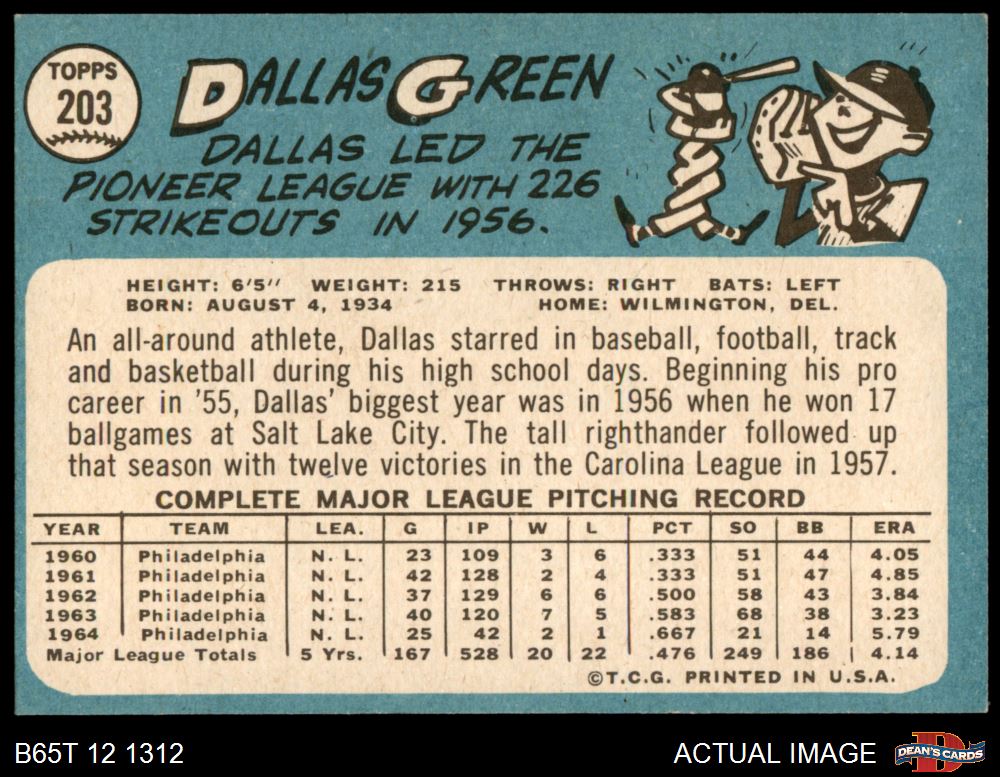 TOPPS
203
DALLAS GREEN
DALLAS LED THE
PIONEER LEAGUE WITH 226
STRIKEOUTS IN 1956.
HEIGHT: 6'5" WEIGHT: 215 THROWS: RIGHT BATS: LEFT
BORN: AUGUST 4, 1934 HOME: WILMINGTON, DEL.
An all-around athlete, Dallas starred in baseball, football, track
and basketball during his high school days. Beginning his pro
career in '55, Dallas' biggest year was in 1956 when he won 17
ballgames at Salt Lake City. The tall righthander followed up
that season with twelve victories in the Carolina League in 1957.
COMPLETE MAJOR LEAGUE PITCHING RECORD
YEAR TEAM LEA. G IP W L PCT SO BB ERA
1960 Philadelphia N. L. 23 109 3 6 .333 51 44 4.05
1961 Philadelphia N. L. 42 128 2 4 .333 51 47 4.85
1962 Philadelphia N. L. 37 129 6 6 .500 58 43 3.84
1963 Philadelphia N. L. 40 120 7 5 .583 68 38 3.23
1964 Philadelphia N. L. 25 42 2 1 .667 21 14 5.79
Major League Totals 5 Yrs. 167 528 20 22 .476 249 186 4.14
©T.C.G. PRINTED IN U.S.A.
B65T 12 1312 ACTUAL IMAGE DEAN'S CARDS